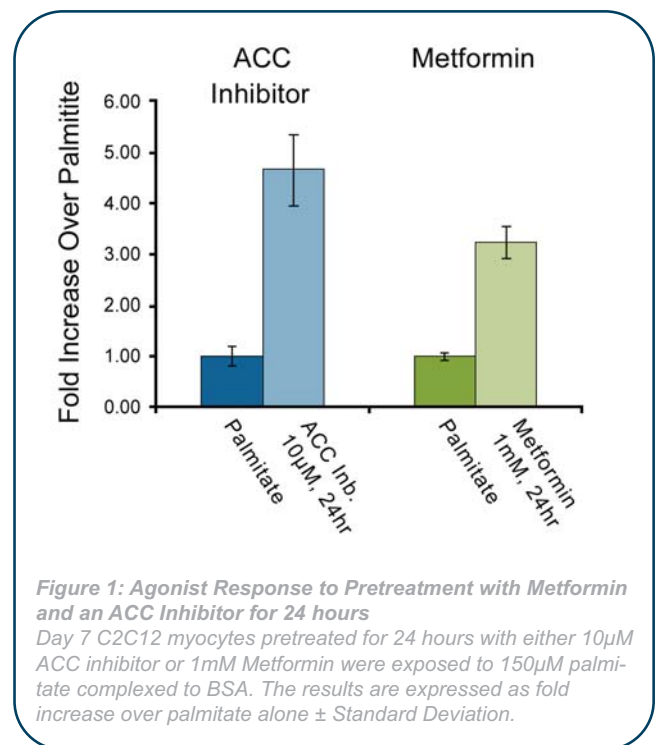 ACC
Inhibitor
Metformin
Fold Increase Over Palmitite
6.00
5.00
4.00
3.00
2.00
1.00
0.00
Palmitate
ACC Inb.
10µM, 24hr
Palmitate
Metformin
1mM, 24hr
Figure 1: Agonist Response to Pretreatment with Metformin
and an ACC Inhibitor for 24 hours
Day 7 C2C12 myocytes pretreated for 24 hours with either 10µM
ACC inhibitor or 1mM Metformin were exposed to 150µM palmi-
tate complexed to BSA. The results are expressed as fold
increase over palmitate alone ± Standard Deviation.